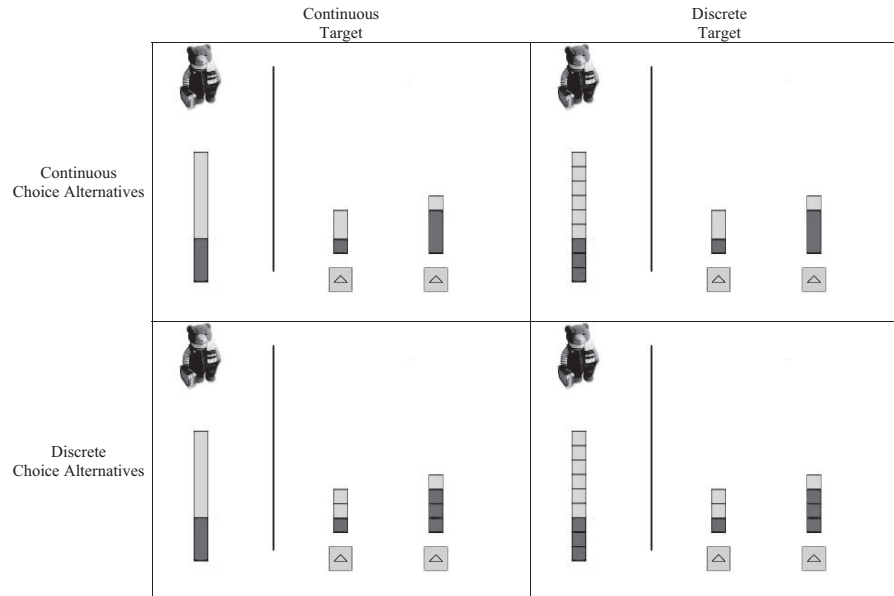 Continuous
Target
Discrete
Target
Continuous
Choice Alternatives
Discrete
Choice Alternatives